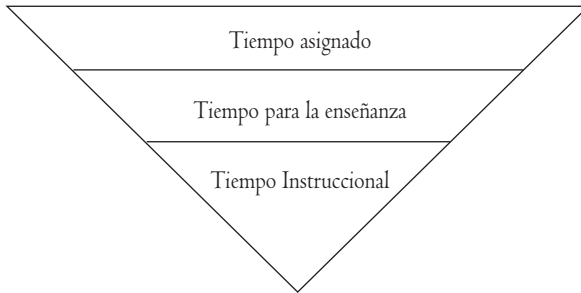 Tiempo asignado
Tiempo para la enseñanza
Tiempo Instruccional